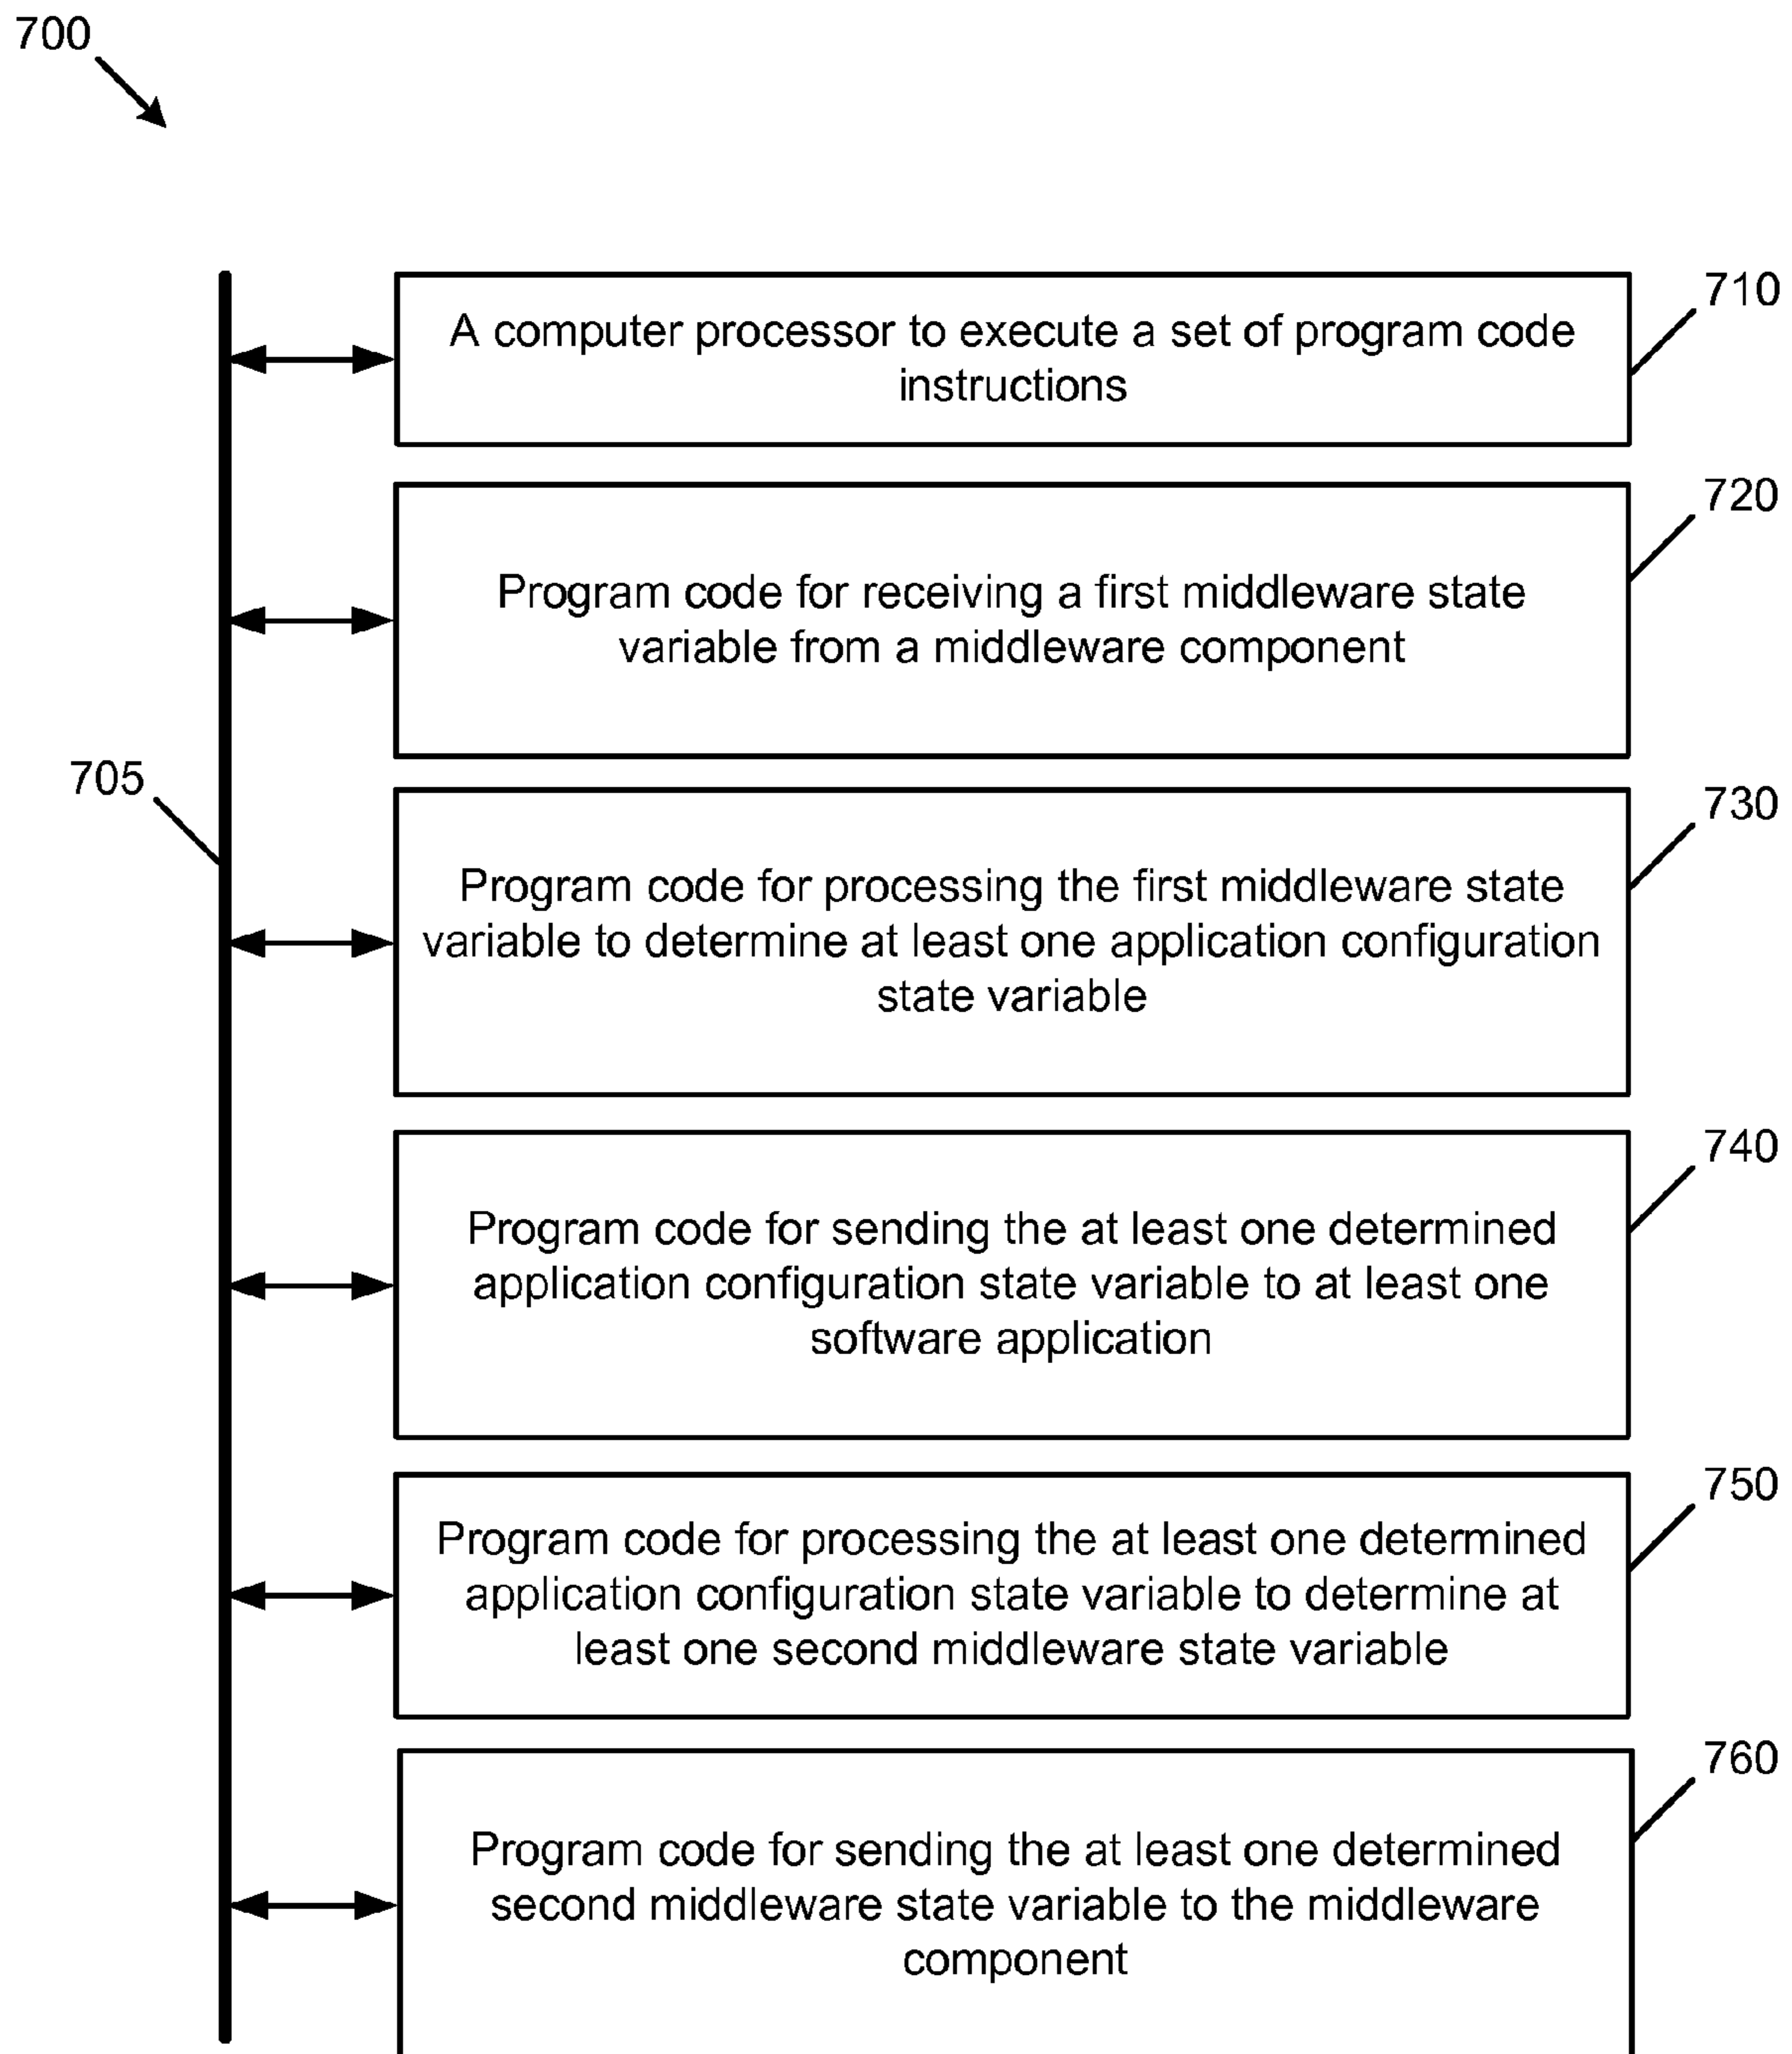 700
710
A computer processor to execute a set of program code
instructions
720
Program code for receiving a first middleware state
variable from a middleware component
705
730
Program code for processing the first middleware state
variable to determine at least one application configuration
state variable
740
Program code for sending the at least one determined
application configuration state variable to at least one
software application
750
Program code for processing the at least one determined
application configuration state variable to determine at
least one second middleware state variable
760
Program code for sending the at least one determined
second middleware state variable to the middleware
component